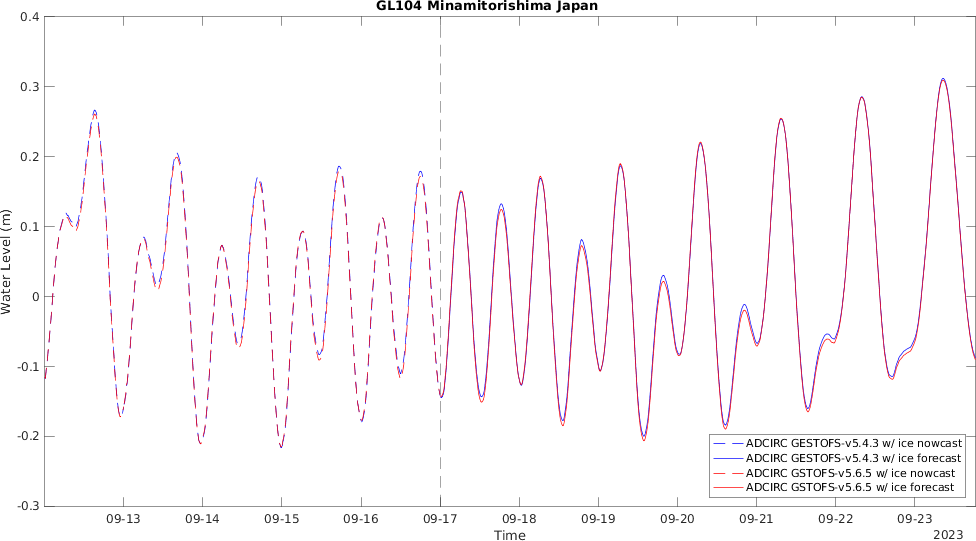 GL104 Minamitorishima Japan
0.4
0.3
0.2
0.1
0
-0.1
-0.2
-0.3
Water Level (m)
ADCIRC GESTOFS-v5.4.3 w/ ice nowcast
ADCIRC GESTOFS-v5.4.3 w/ ice forecast
ADCIRC GSTOFS-v5.6.5 w/ ice nowcast
ADCIRC GSTOFS-v5.6.5 w/ ice forecast
09-13 09-14 09-15 09-16 09-17 09-18 09-19 09-20 09-21 09-22 09-23
Time
2023